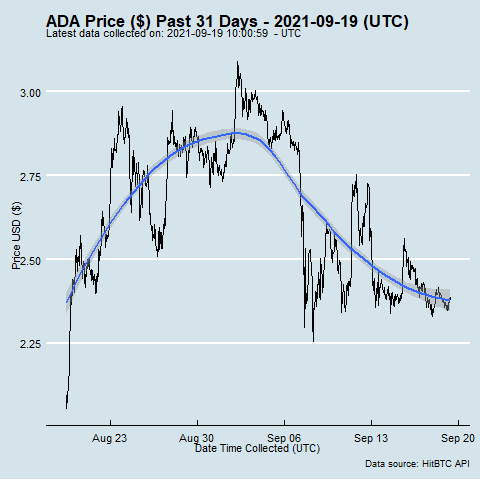 ADA Price ($) Past 31 Days - 2021-09-19 (UTC)
Latest data collected on: 2021-09-19 10:00:59 - UTC
3.00
2.75
2.50
2.25
Price USD ($)
Aug 23
Aug 30
Sep 06
Sep 13
Sep 20
Date Time Collected (UTC)
Data source: HitBTC API